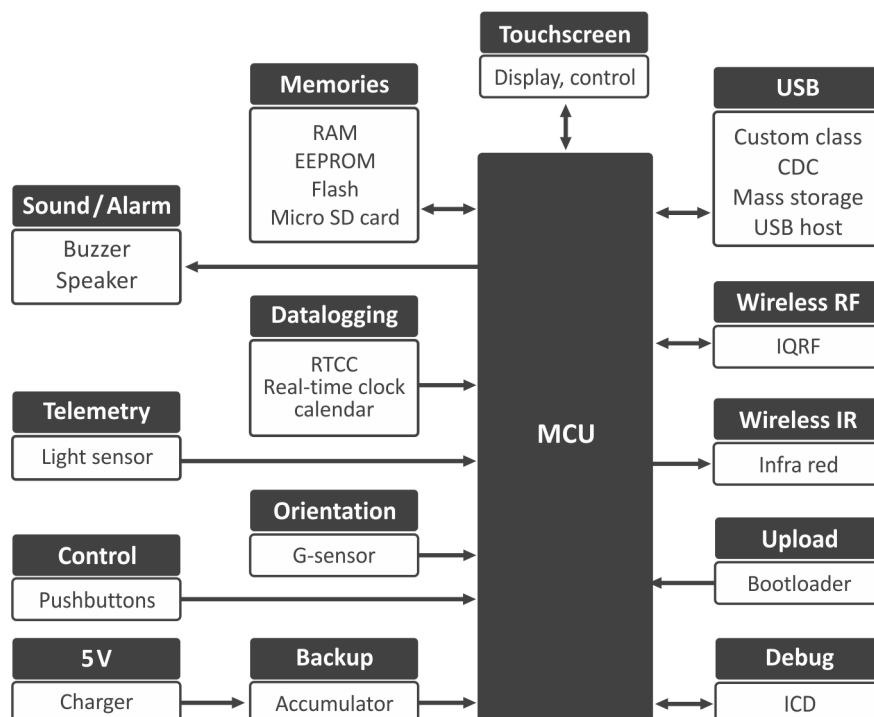 Touchscreen
Display, control
Memories
RAM
EEPROM
Flash
Micro SD card
USB
Custom class
CDC
Mass storage
USB host
Sound / Alarm
Buzzer
Speaker
Datalogging
RTCC
Real-time clock
calendar
Wireless RF
IQRF
Telemetry
Light sensor
MCU
Wireless IR
Infra red
Orientation
G-sensor
Control
Pushbuttons
Upload
Bootloader
5 V
Charger
Backup
Accumulator
Debug
ICD